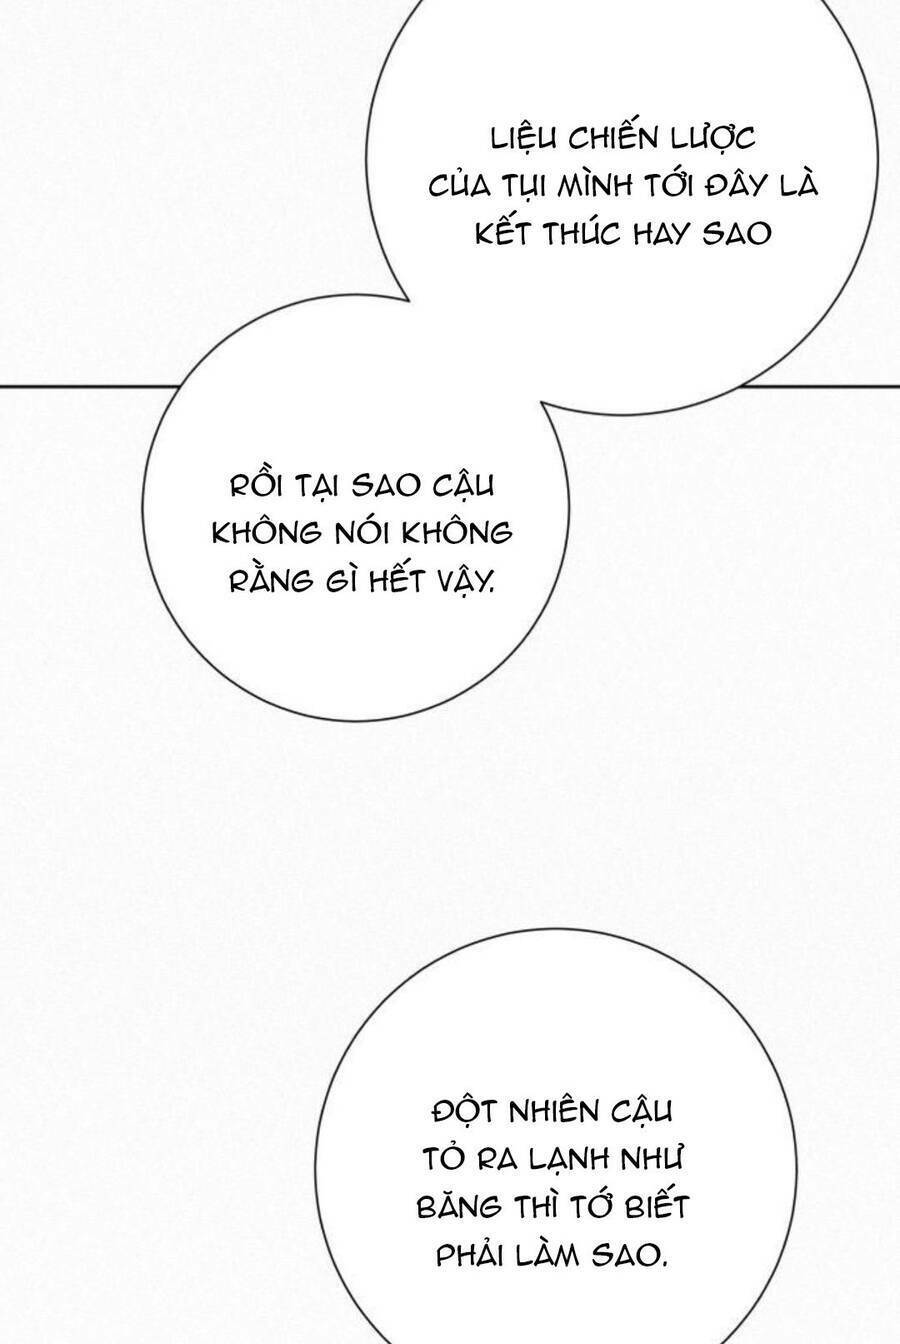 LIỆU CHIẾN LƯỢC
CỦA TỤI MÌNH TỚI ĐÂY LÀ
KẾT THÚC HAY SAO
RỒI TẠI SAO CẬU
KHÔNG NÓI KHÔNG
RẰNG GÌ HẾT VẬY.
ĐỘT NHIÊN CẬU
TỎ RA LẠNH NHƯ
BĂNG THÌ TỚ BIẾT
PHẢI LÀM SAO.